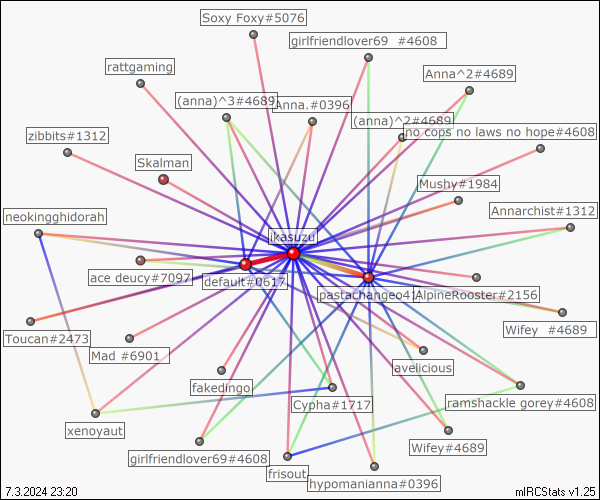 Soxy Foxy#5076
girlfriendlover69 #4608
rattgaming
Anna^2#4689
(anna)^3#4689
Anna.#0396
(anna)^2#4689
no cops no laws no hope#4608
zibbits#1312
Skalman
Mushy#1984
neokingghidorah
Annarchist#1312
ikasuzu
ace deucy#7097
default#0617
pastachangeo41
AlpineRooster#2156
Toucan#2473
Wifey #4689
Mad #6901
avelicious
fakedingo
Cypha#1717
ramshackle gorey#4608
xenoyaut
girlfriendlover69#4608
Wifey#4689
frisout
hypomanianna#0396
7.3.2024 23:20
mIRCStats v1.25